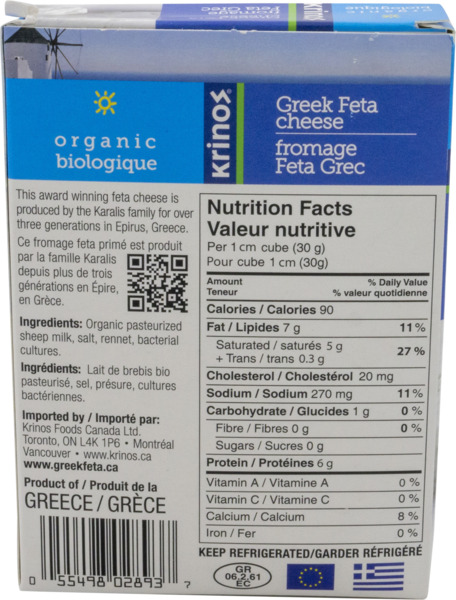 organic
biologique
krinos
Greek Feta
cheese
fromage
Feta Grec
This award winning feta cheese is
produced by the Karalis family for over
three generations in Epirus, Greece.
Ce fromage feta primé est produit
par la famille Karalis
depuis plus de trois
générations en Épire,
en Grèce.
Ingredients: Organic pasteurized
sheep milk, salt, rennet, bacterial
cultures.
Ingrédients: Lait de brebis bio
pasteurisé, sel, présure, cultures
bactériennes.
Imported by / Importé par:
Krinos Foods Canada Ltd.
Toronto, ON L4K 1P6 • Montréal
Vancouver • www.krinos.ca
www.greekfeta.ca
Product of / Produit de la
GREECE / GRÈCE
0 55498 02893 7
Nutrition Facts
Valeur nutritive
Per 1 cm cube (30 g)
Pour cube 1 cm (30g)
Amount % Daily Value
Teneur % valeur quotidienne
Calories / Calories 90
Fat / Lipides 7 g 11 %
Saturated / saturés 5 g
+ Trans / trans 0.3 g 27 %
Cholesterol / Cholestérol 20 mg
Sodium / Sodium 270 mg 11 %
Carbohydrate / Glucides 1 g 0 %
Fibre / Fibres 0 g 0 %
Sugars / Sucres 0 g
Protein / Protéines 6 g
Vitamin A / Vitamine A 0 %
Vitamin C / Vitamine C 0 %
Calcium / Calcium 8 %
Iron / Fer 0 %
KEEP REFRIGERATED/GARDER RÉFRIGÉRÉ
GR
06.2.61
EC